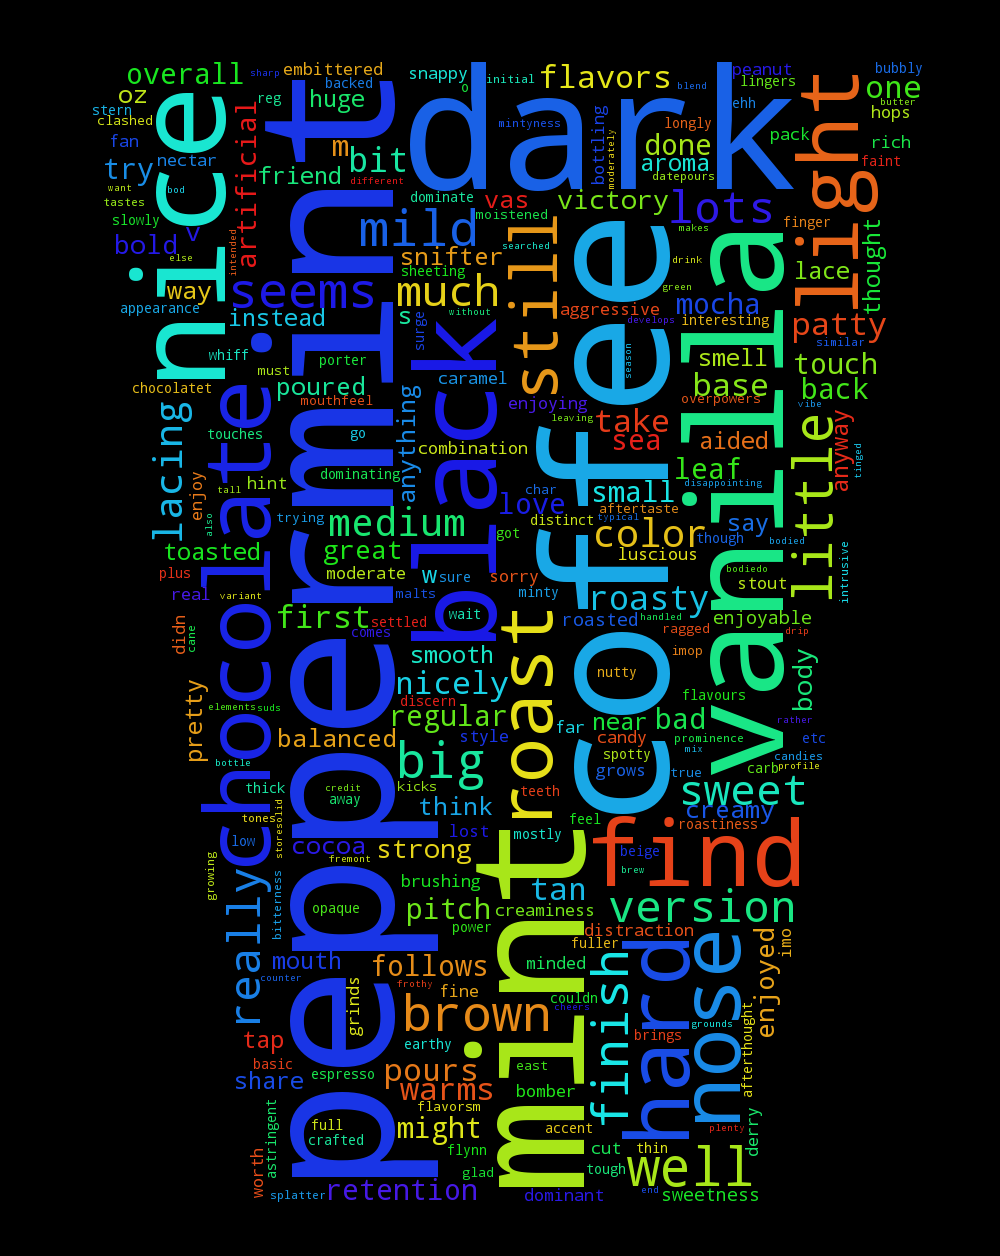 sharp
embittered
snappy
flavors
peanut
bubbly
overall
backed
o
initial
blend
lingers
one
oz
reg
huge
ehh
butter
stern
clashed
nice
artificial
peppermint
m
dark
mintyness
bottling
moderately
longly
done
pack
light
hops
fan
nectar
bit
aroma
rich
try
friend
different
datepours
faint
want
bod
tastes
dominate
vas
victory
lots
finger
slowly
v
mild
moistened
makes
thought
bold
intended
snifter
searched
still
else
sheeting
much
drink
lace
way
seems
without
green
mocha
appearance
instead
s
surge
aggressive
develops
interesting
patty
whiff
porter
black
season
smell
similar
must
chocolatet
poured
caramel
coffee
base
vanilla
touch
mouthfeel
enjoying
overpowers
back
lacing
touches
go
anything
combination
leaving
take
vibe
chocolate
sea
aided
anyway
little
tinged
enjoy
tall
hint
dominating
char
small
leaf
disappointing
also
trying
medium
love
distinct
aftertaste
typical
color
say
toasted
great
got
though
bodied
luscious
plus
moderate
w
sure
sorry
bodiedo
intrusive
real
variant
malts
minty
roasty
stout
first
wait
roast
roasted
handled
enjoyable
didn
cane
settled
comes
ragged
drip
smooth
imop
body
pretty
nicely
nutty
flavours
elements
suds
discern
regular
far
near
bad
rather
balanced
style
candy
prominence
etc
bottle
big
spotty
mix
candies
grows
true
carb
profile
thick
credit
kicks
teeth
sweet
away
think
tones
storesolid
creamy
low
lost
mostly
feel
roastiness
cocoa
strong
mint
find
growing
fremont
beige
brew
really
bitterness
brushing
tan
opaque
pitch
creaminess
version
power
distraction
mouth
follows
minded
fuller
finish
hard
nose
enjoyed
imo
counter
grinds
frothy
fine
couldn
cheers
brown
grounds
tap
earthy
brings
afterthought
basic
espresso
pours
east
share
warms
bomber
astringent
full
flavorsm
accent
plenty
derry
crafted
might
flynn
cut
thin
worth
glad
tough
well
splatter
retention
dominant
end
sweetness